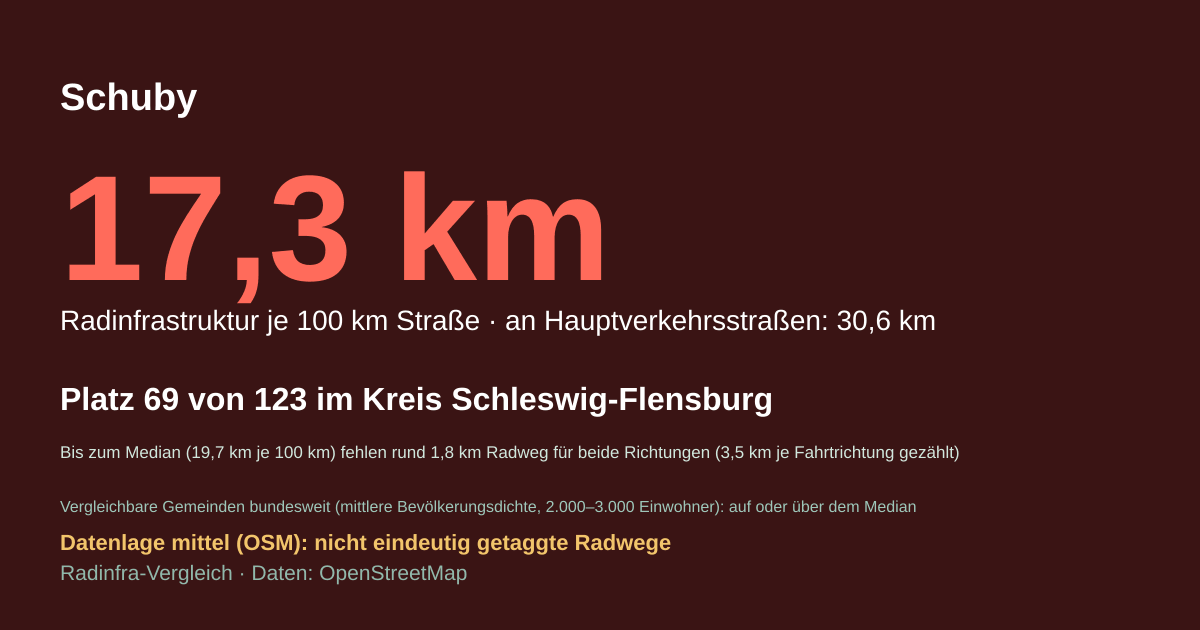 Schuby
17,3 km
Radinfrastruktur je 100 km Straße · an Hauptverkehrsstraßen: 30,6 km
Platz 69 von 123 im Kreis Schleswig-Flensburg
Bis zum Median (19,7 km je 100 km) fehlen rund 1,8 km Radweg für beide Richtungen (3,5 km je Fahrtrichtung gezählt)
Vergleichbare Gemeinden bundesweit (mittlere Bevölkerungsdichte, 2.000–3.000 Einwohner): auf oder über dem Median
Datenlage mittel (OSM): nicht eindeutig getaggte Radwege
Radinfra-Vergleich · Daten: OpenStreetMap